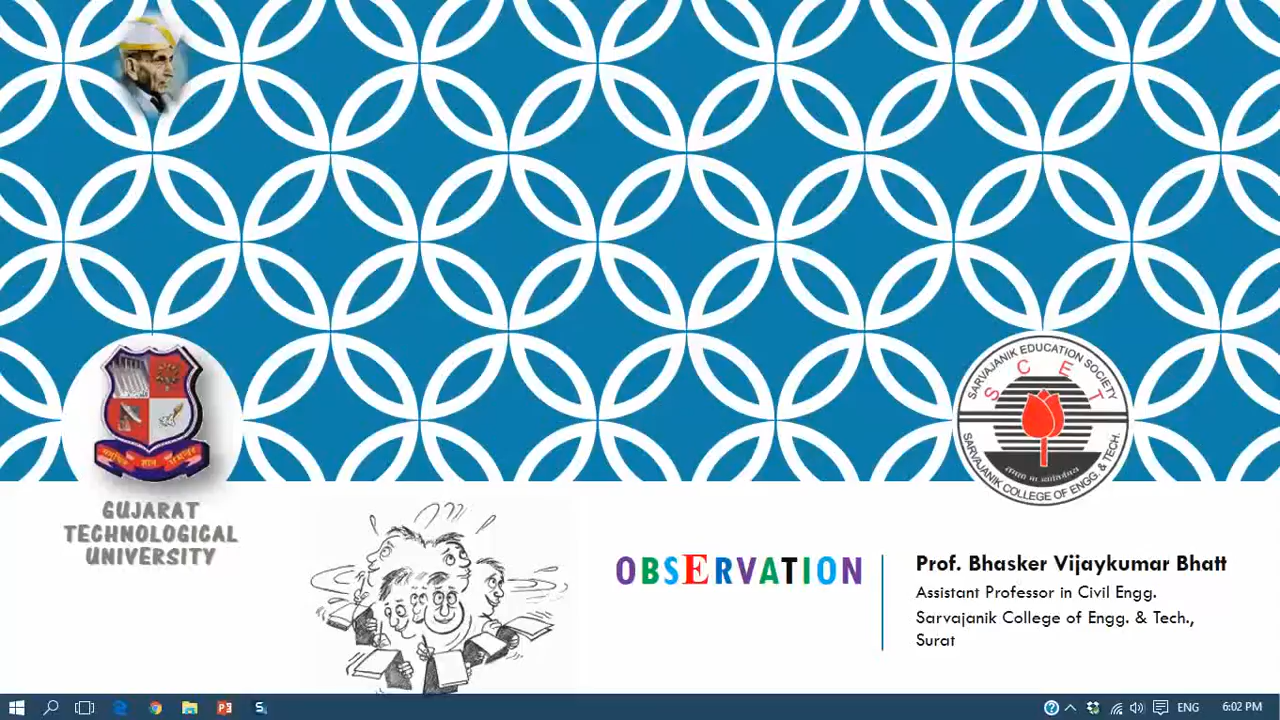 SARVAJANIK EDUCATION SOCIETY
S C E T
SARVAJANIK COLLEGE OF ENGG. & TECH.
GUJARAT
TECHNOLOGICAL
UNIVERSITY
OBSERVATION
Prof. Bhasker Vijaykumar Bhatt
Assistant Professor in Civil Engg.
Sarvajanik College of Engg. & Tech.,
Surat
ENG
6:02 PM